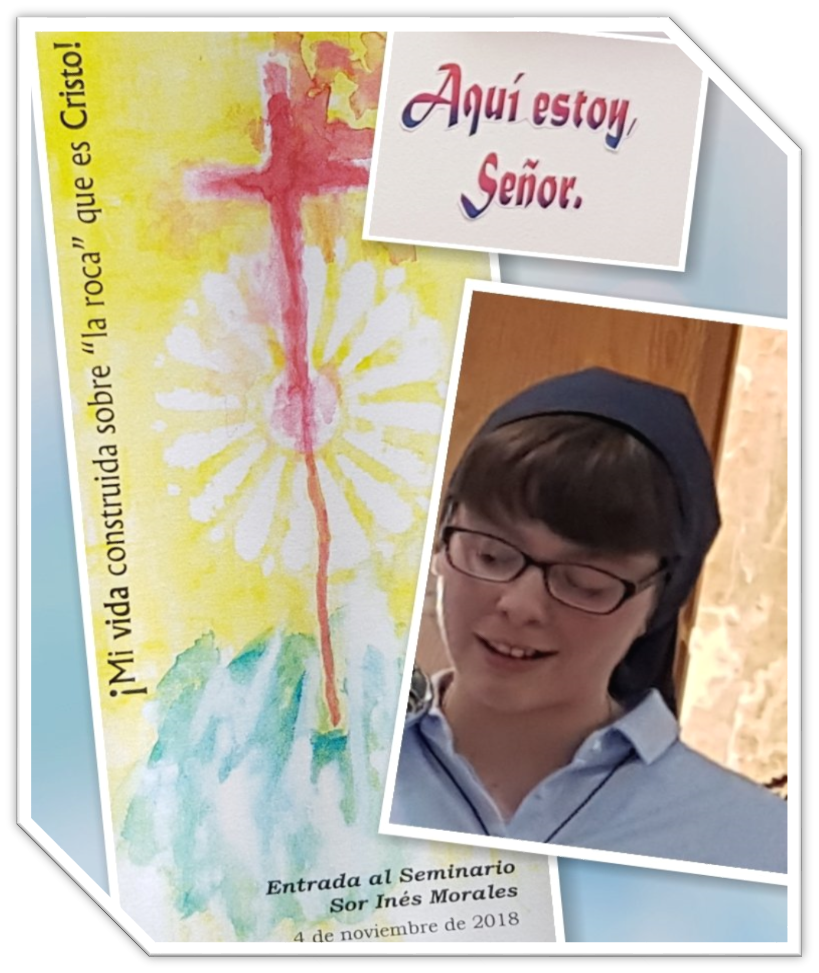 ¡Mi vida construida sobre “la roca” que es Cristo!
Aquí estoy,
Señor.
Entrada al Seminario
Sor Inés Morales
4 de noviembre de 2018